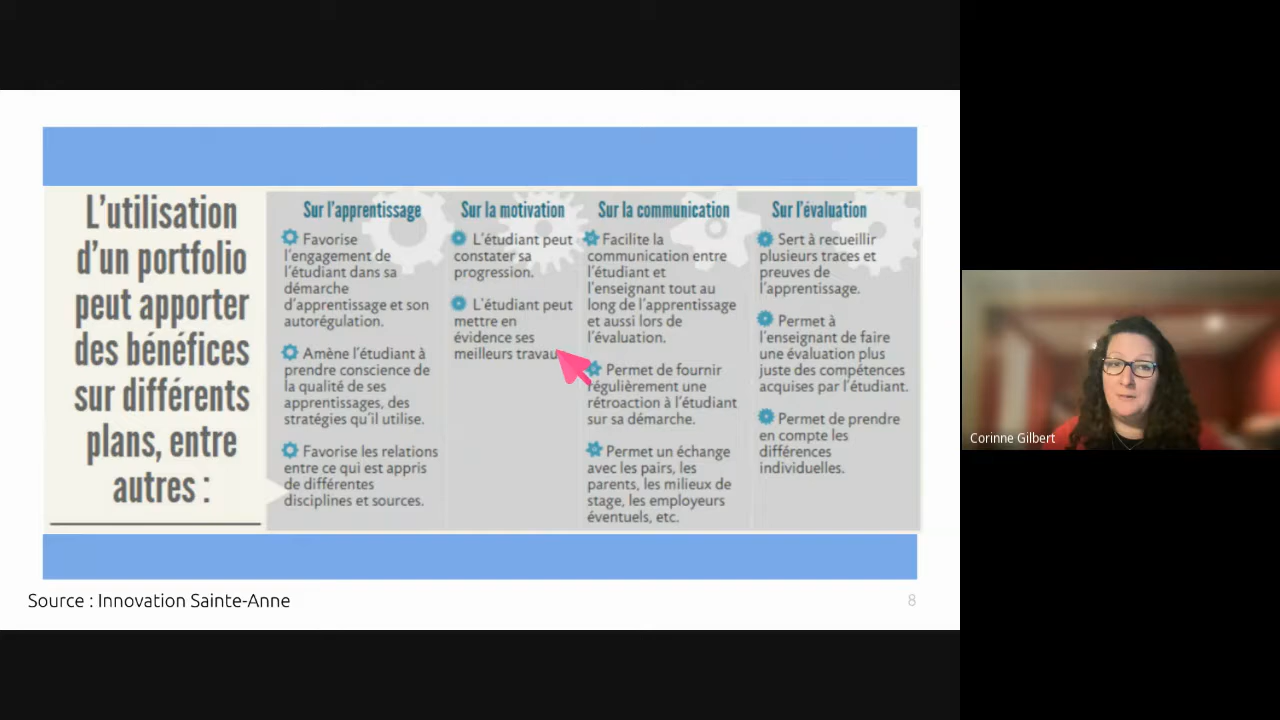 L'utilisation
d'un portfolio
peut apporter
des bénéfices
sur différents
plans, entre
autres :
Sur l'apprentissage
Favorise
l'engagement de
l'étudiant dans sa
démarche
d'apprentissage et son
autorégulation.
Amène l'étudiant à
prendre conscience de
la qualité de ses
apprentissages, des
stratégies qu'il utilise.
Favorise les relations
entre ce qui est appris
de différentes
disciplines et sources.
Sur la motivation
L'étudiant peut
constater sa
progression.
L'étudiant peut
mettre en
évidence ses
meilleurs
Sur la communication
Facilite la
communication entre
l'étudiant et
l'enseignant tout au
long de l'apprentissage
et aussi lors de
l'évaluation.
Permet de fournir
régulièrement une
rétroaction à l'étudiant
sur sa démarche.
Permet un échange
avec les pairs, les
parents, les milieux de
stage, les employeurs
éventuels, etc.
Sur l'évaluation
Sert à recueillir
plusieurs traces et
preuves de
l'apprentissage.
Permet à
l'enseignant de faire
une évaluation plus
juste des compétences
acquises par l'étudiant.
Permet de prendre
en compte les
différences
individuelles.
Source : Innovation Sainte-Anne
8
Corinne Gilbert